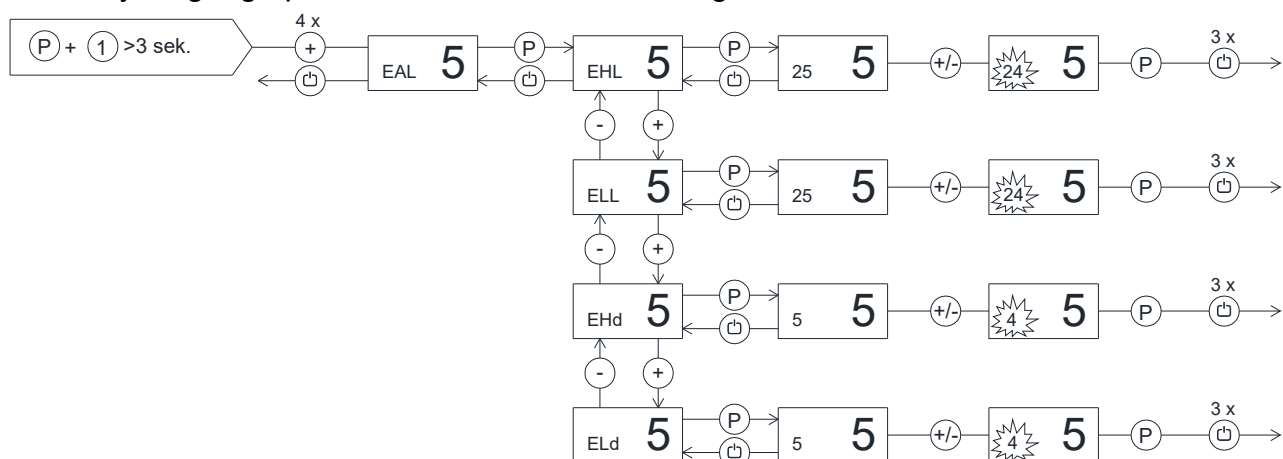 4 x
P + 1 >3 sek. + EAL 5 P EHL 5 P 25 5 +/- 24 5 P 3 x
- +
ELL 5 P 25 5 +/- 24 5 P 3 x
- +
EHd 5 P 5 5 +/- 4 5 P 3 x
- +
ELd 5 P 5 5 +/- 4 5 P 3 x